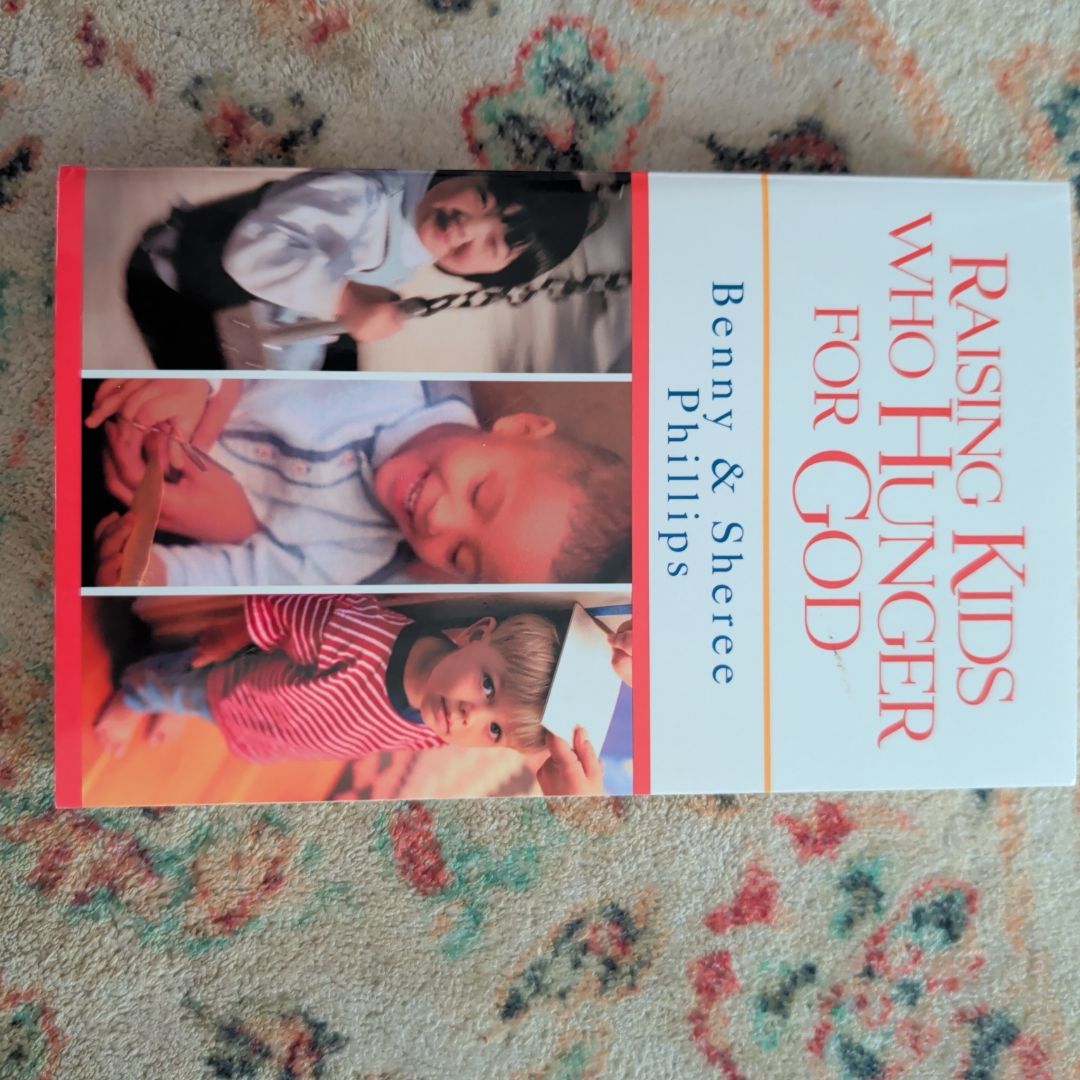 RAISING KIDS
WHO HUNGER
FOR GOD
Benny & Sheree
Phillips